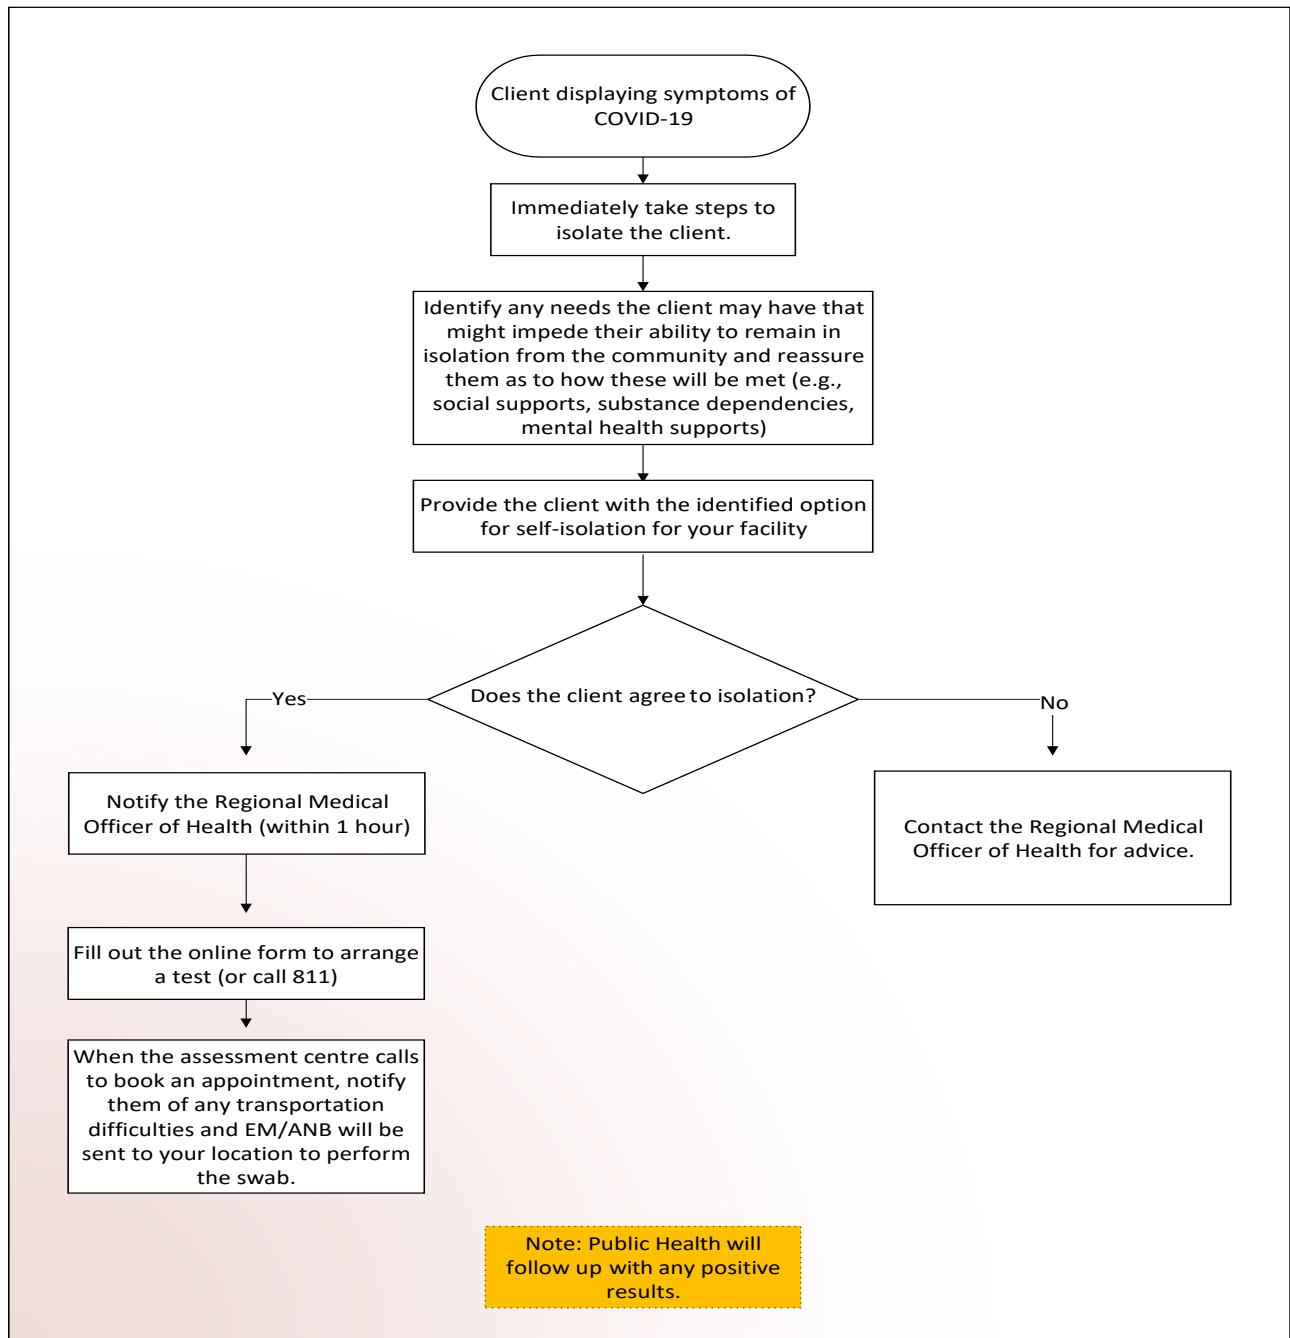 Client displaying symptoms of
COVID-19
Immediately take steps to
isolate the client.
Identify any needs the client may have that
might impede their ability to remain in
isolation from the community and reassure
them as to how these will be met (e.g.,
social supports, substance dependencies,
mental health supports)
Provide the client with the identified option
for self-isolation for your facility
Does the client agree to isolation?
Yes
No
Notify the Regional Medical
Officer of Health (within 1 hour)
Contact the Regional Medical
Officer of Health for advice.
Fill out the online form to arrange
a test (or call 811)
When the assessment centre calls
to book an appointment, notify
them of any transportation
difficulties and EM/ANB will be
sent to your location to perform
the swab.
Note: Public Health will
follow up with any positive
results.